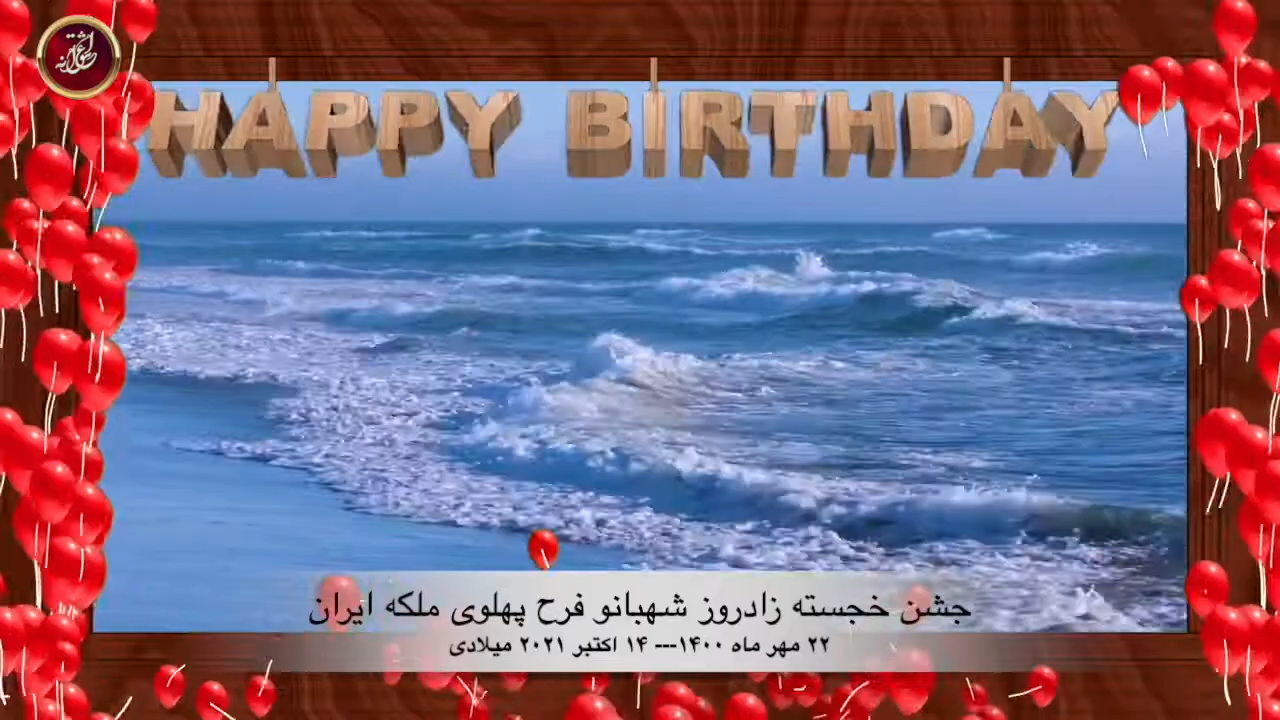 HAPPY BIRTHDAY
جشن خجسته زادروز شهبانو فرح پهلوی ملکه ایران
۲۲ مهر ماه ۱۴۰۰--- ۱۴ اکتبر ۲۰۲۱ میلادی